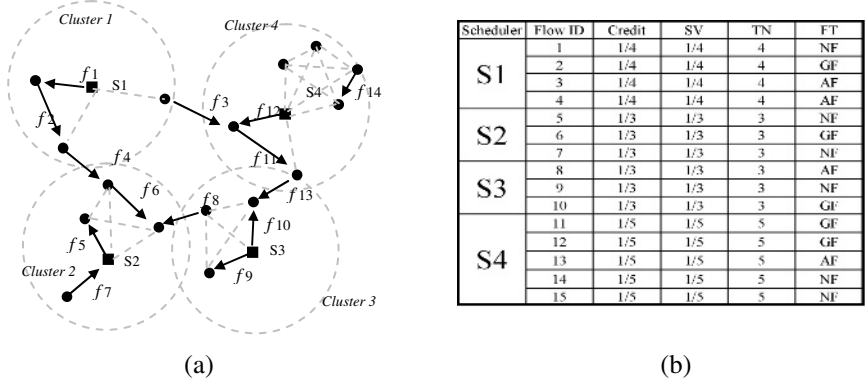 Cluster 1
Cluster 4
f1
S1
S4
f14
f2
f3
f12
f4
f11
f6
f13
f8
f10
f5
S2
S3
Cluster 2
f7
f9
Cluster 3
(a)
Scheduler Flow ID Credit SV TN FT
S1
1 1/4 1/4 4 NF
2 1/4 1/4 4 GF
3 1/4 1/4 4 AF
4 1/4 1/4 4 AF
S2
5 1/3 1/3 3 NF
6 1/3 1/3 3 GF
7 1/3 1/3 3 NF
S3
8 1/3 1/3 3 AF
9 1/3 1/3 3 NF
10 1/3 1/3 3 GF
S4
11 1/5 1/5 5 GF
12 1/5 1/5 5 GF
13 1/5 1/5 5 AF
14 1/5 1/5 5 NF
15 1/5 1/5 5 NF
(b)